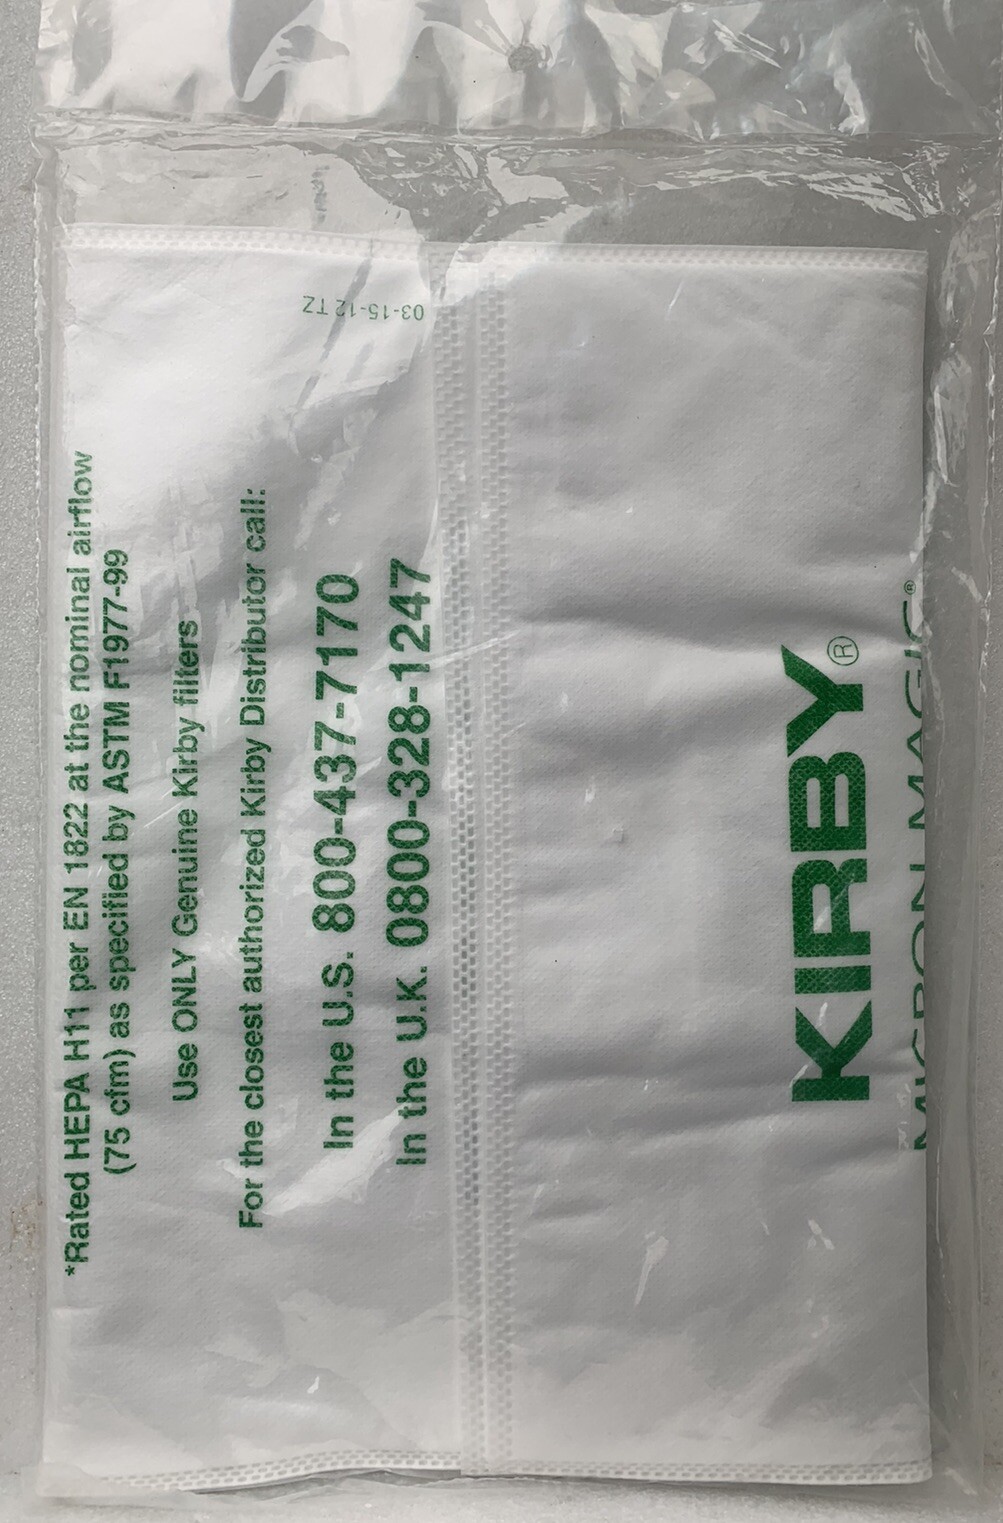 *Rated HEPA H11 per EN 1822 at the nominal airflow
(75 cfm) as specified by ASTM F1977-99
Use ONLY Genuine Kirby filters
For the closest authorized Kirby Distributor call:
In the U.S. 800-437-7170
In the U.K. 0800-328-1247
03-15-12 TZ
KIRBY®
MICRON MAGIC®